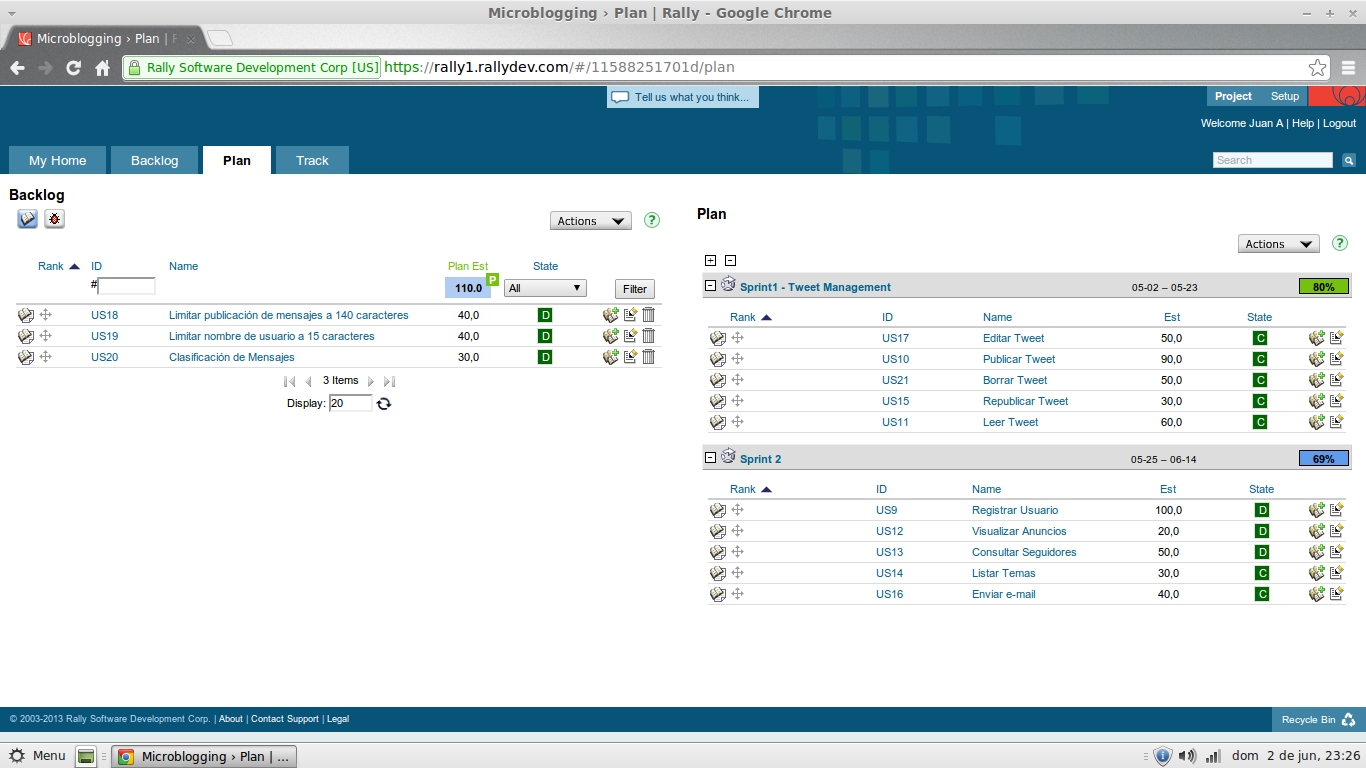 Microblogging › Plan | Rally - Google Chrome
Microblogging › Plan |
Rally Software Development Corp [US] https://rally1.rallydev.com/#/11588251701d/plan
Tell us what you think...
Project Setup
Welcome Juan A | Help | Logout
My Home Backlog Plan Track
Search
Backlog
Actions ?
Rank ID Name Plan Est State
# 110.0 P All Filter
US18 Limitar publicación de mensajes a 140 caracteres 40,0 D
US19 Limitar nombre de usuario a 15 caracteres 40,0 D
US20 Clasificación de Mensajes 30,0 D
3 Items
Display: 20
Plan
Actions ?
Sprint1 - Tweet Management 05-02 – 05-23 80%
Rank ID Name Est State
US17 Editar Tweet 50,0 C
US10 Publicar Tweet 90,0 C
US21 Borrar Tweet 50,0 C
US15 Republicar Tweet 30,0 C
US11 Leer Tweet 60,0 C
Sprint 2 05-25 – 06-14 69%
Rank ID Name Est State
US9 Registrar Usuario 100,0 D
US12 Visualizar Anuncios 20,0 D
US13 Consultar Seguidores 50,0 D
US14 Listar Temas 30,0 C
US16 Enviar e-mail 40,0 C
© 2003-2013 Rally Software Development Corp. | About | Contact Support | Legal
Recycle Bin
Menu Microblogging › Plan | ... dom 2 de jun, 23:26